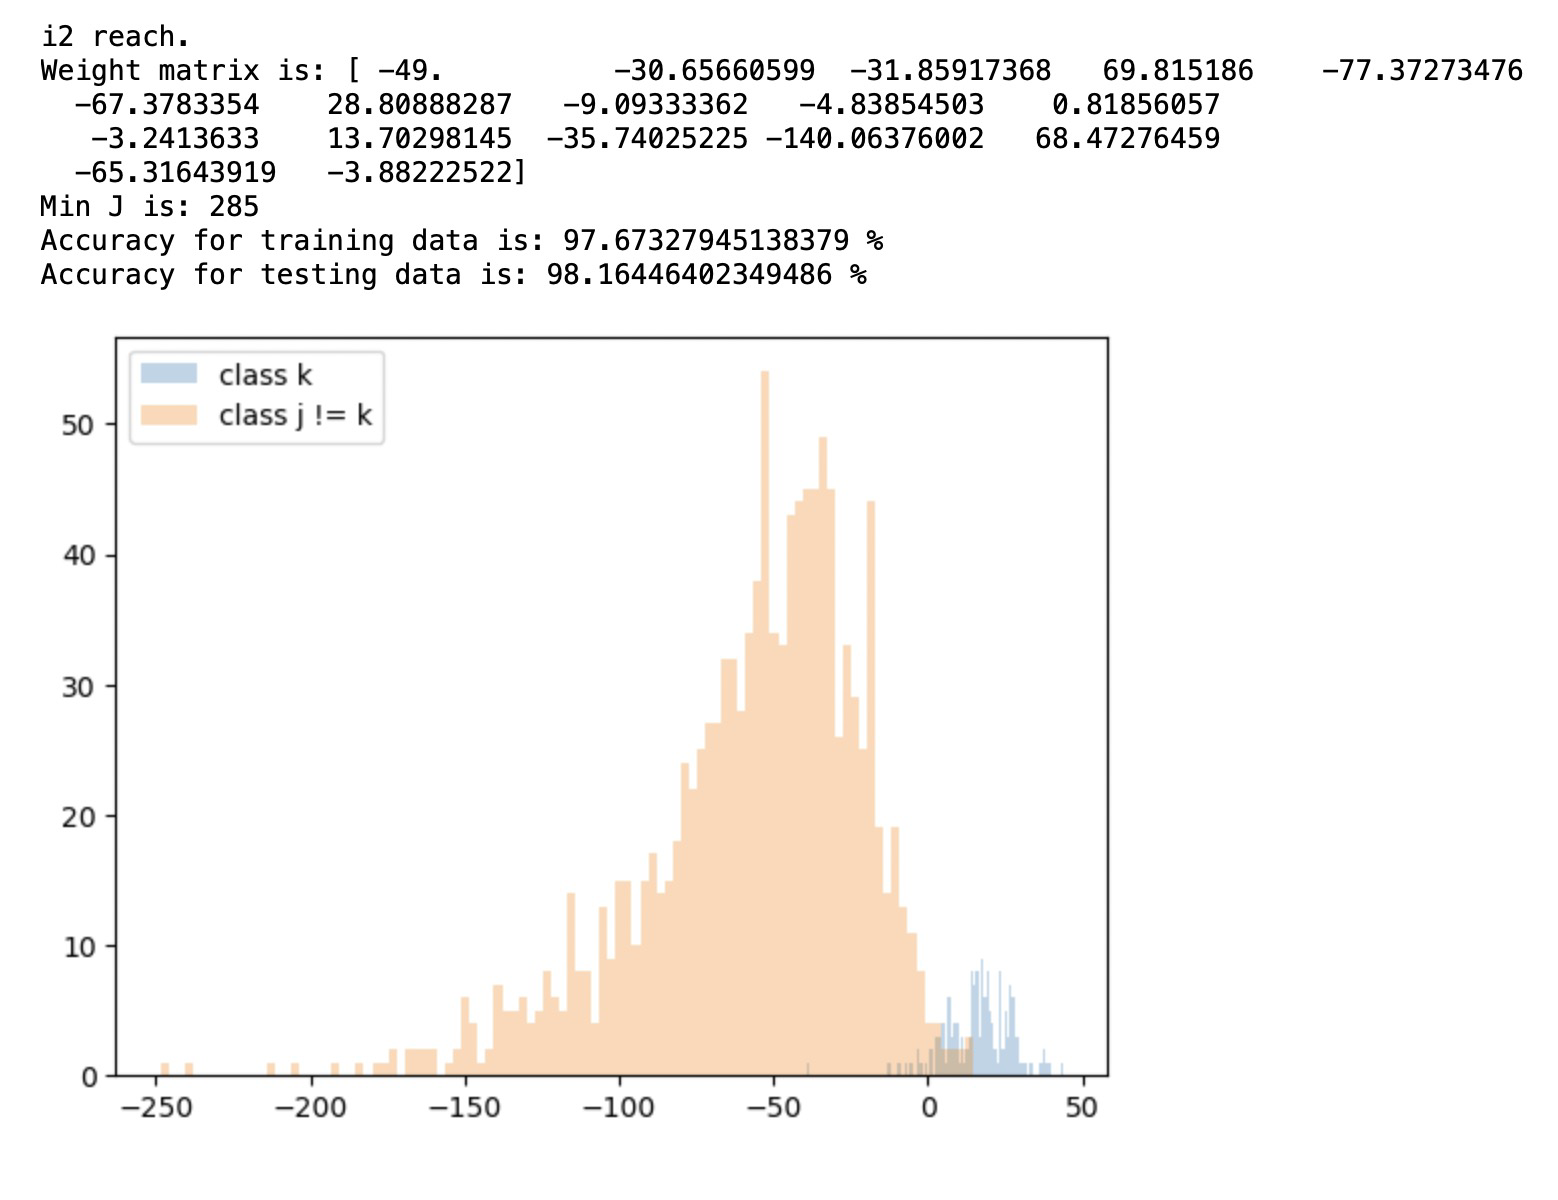 i2 reach.
Weight matrix is: [ -49. -30.65660599 -31.85917368 69.815186 -77.37273476
-67.3783354 28.80888287 -9.09333362 -4.83854503 0.81856057
-3.2413633 13.70298145 -35.74025225 -140.06376002 68.47276459
-65.31643919 -3.88222522]
Min J is: 285
Accuracy for training data is: 97.67327945138379 %
Accuracy for testing data is: 98.16446402349486 %
class k
class j != k
50
40
30
20
10
0
−250 −200 −150 −100 −50 0 50